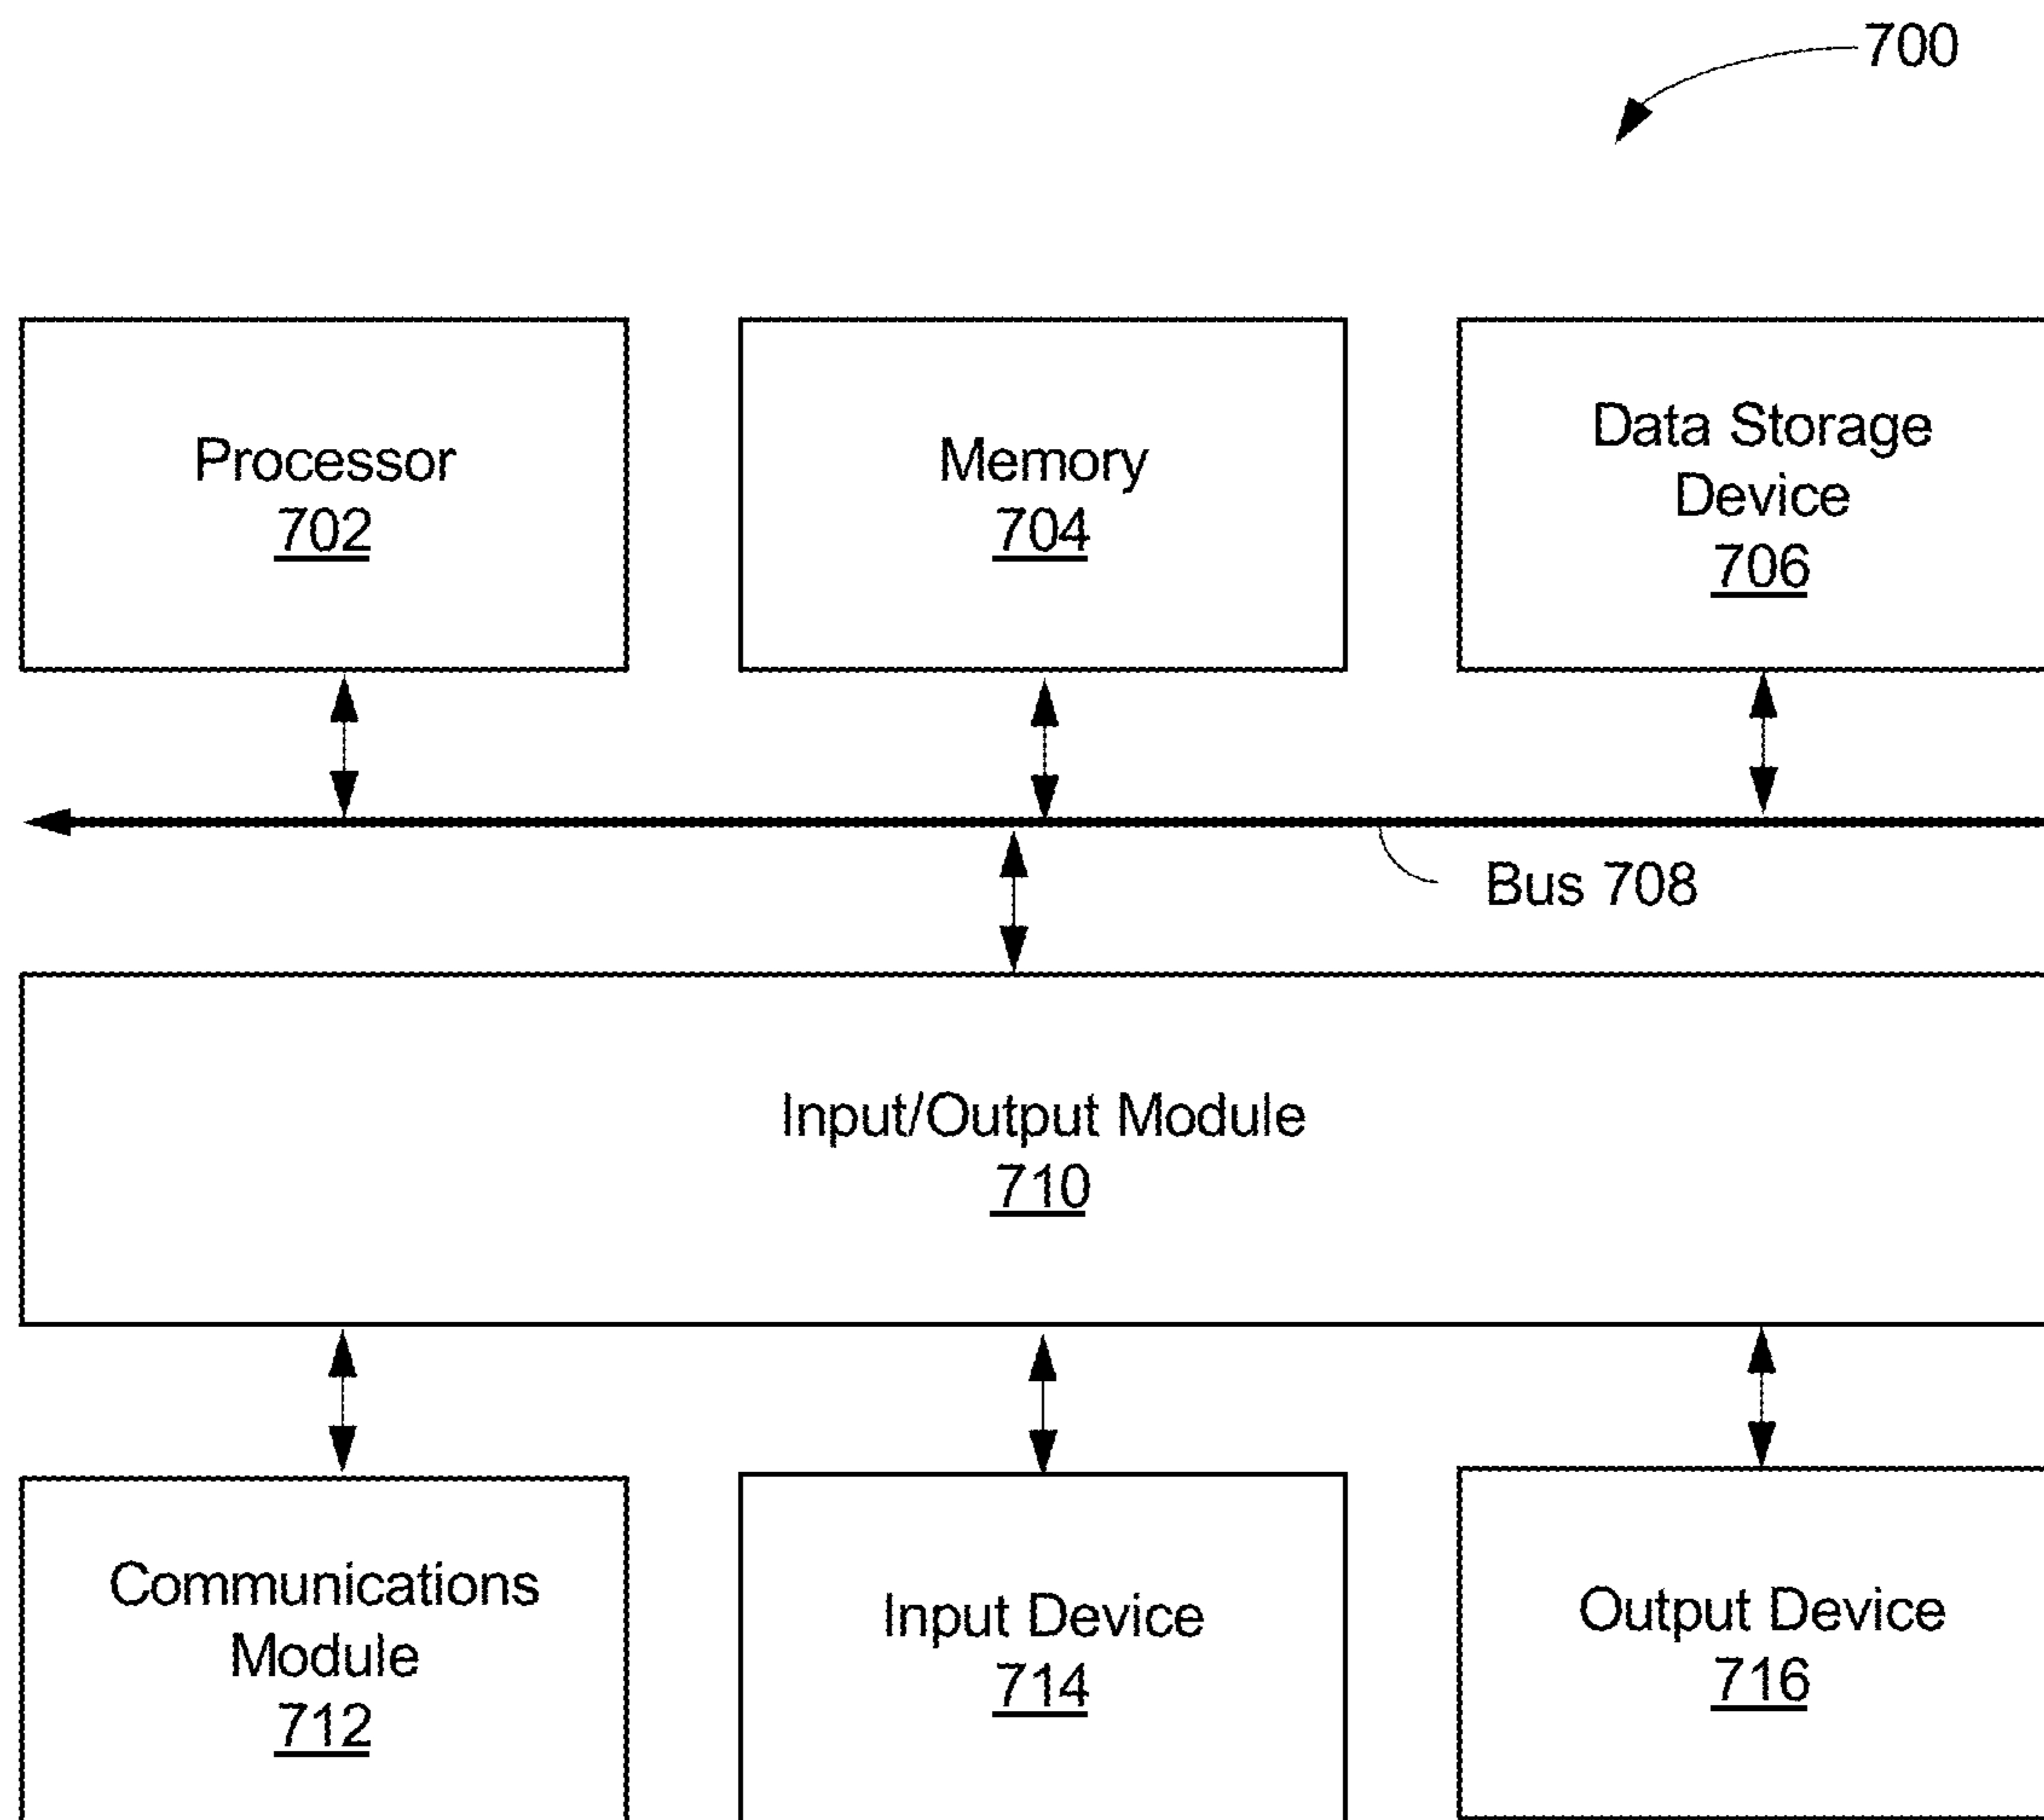 700
Processor
702
Memory
704
Data Storage
Device
706
Bus 708
Input/Output Module
710
Communications
Module
712
Input Device
714
Output Device
716